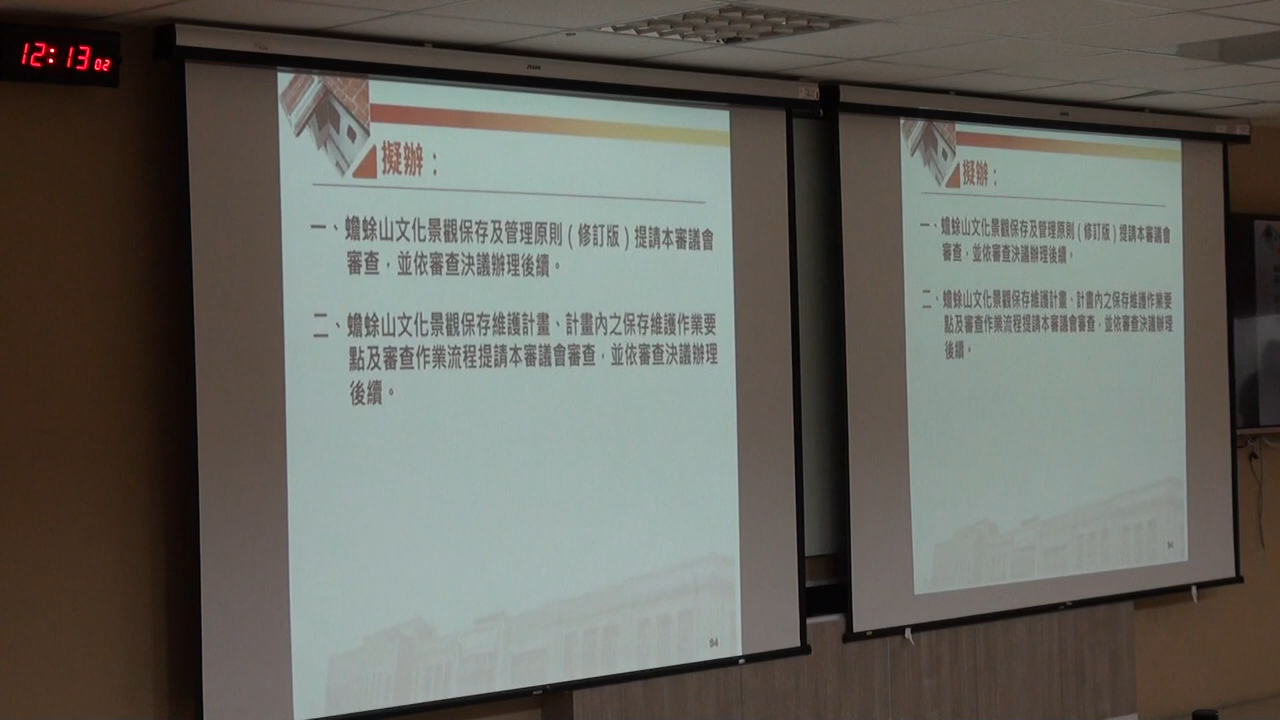 12:13 02
擬辦：
一、蟾蜍山文化景觀保存及管理原則（修訂版）提請本審議會
審查，並依審查決議辦理後續。
二、蟾蜍山文化景觀保存維護計畫、計畫內之保存維護作業要
點及審查作業流程提請本審議會審查，並依審查決議辦理
後續。
94
擬辦：
一、蟾蜍山文化景觀保存及管理原則（修訂版）提請本審議會
審查，並依審查決議辦理後續。
二、蟾蜍山文化景觀保存維護計畫、計畫內之保存維護作業要
點及審查作業流程提請本審議會審查，並依審查決議辦理
後續。
94